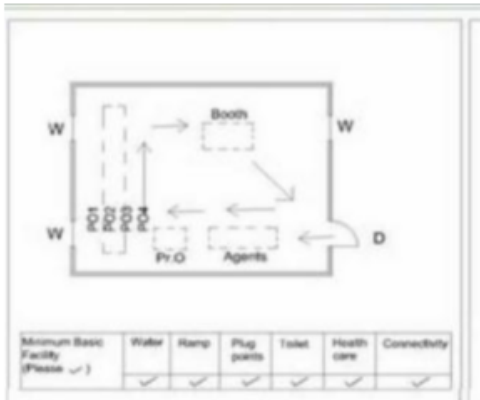 Booth
W
W
W
PO1
PO2
PO3
PO4
D
Pr.O
Agents
Minimum Basic Water Ramp Plug Toilet Health Connectivity
Facility points care
(Please ✓)
✓ ✓ ✓ ✓ ✓ ✓